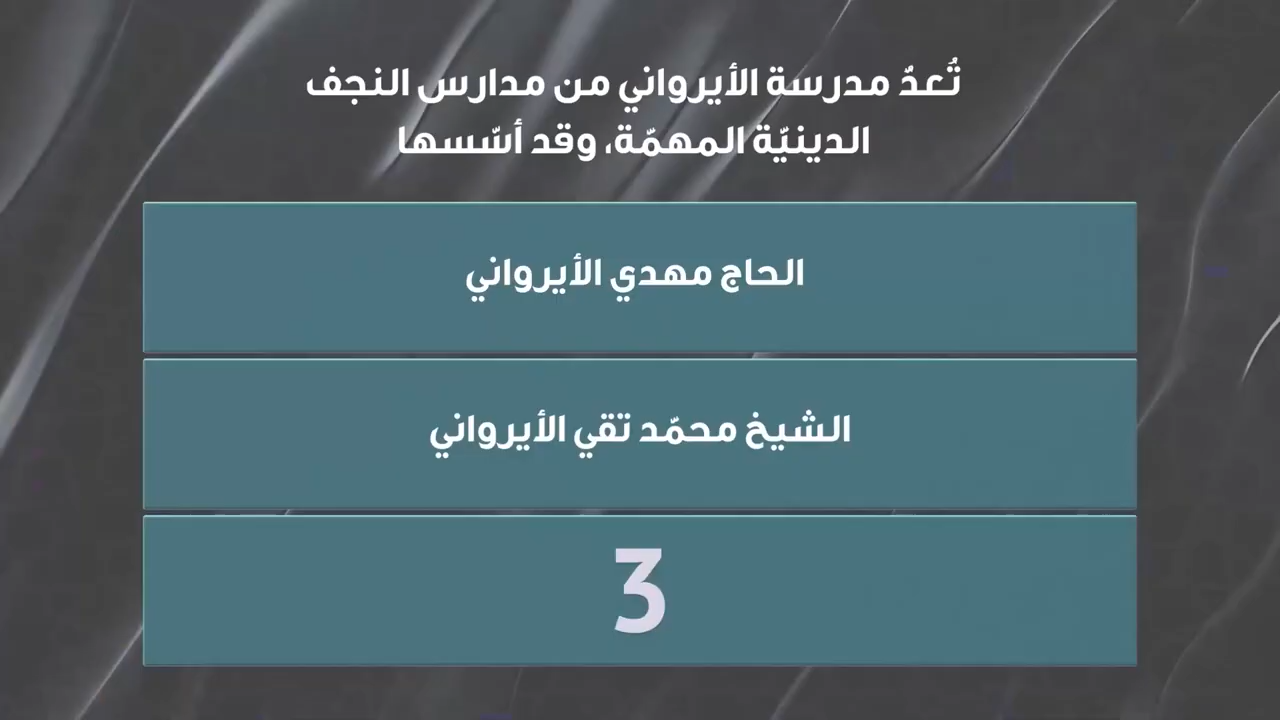 تُعدّ مدرسة الأيرواني من مدارس النجف
الدينيّة المهمّة، وقد أسّسها
الحاج مهدي الأيرواني
الشيخ محمّد تقي الأيرواني
3